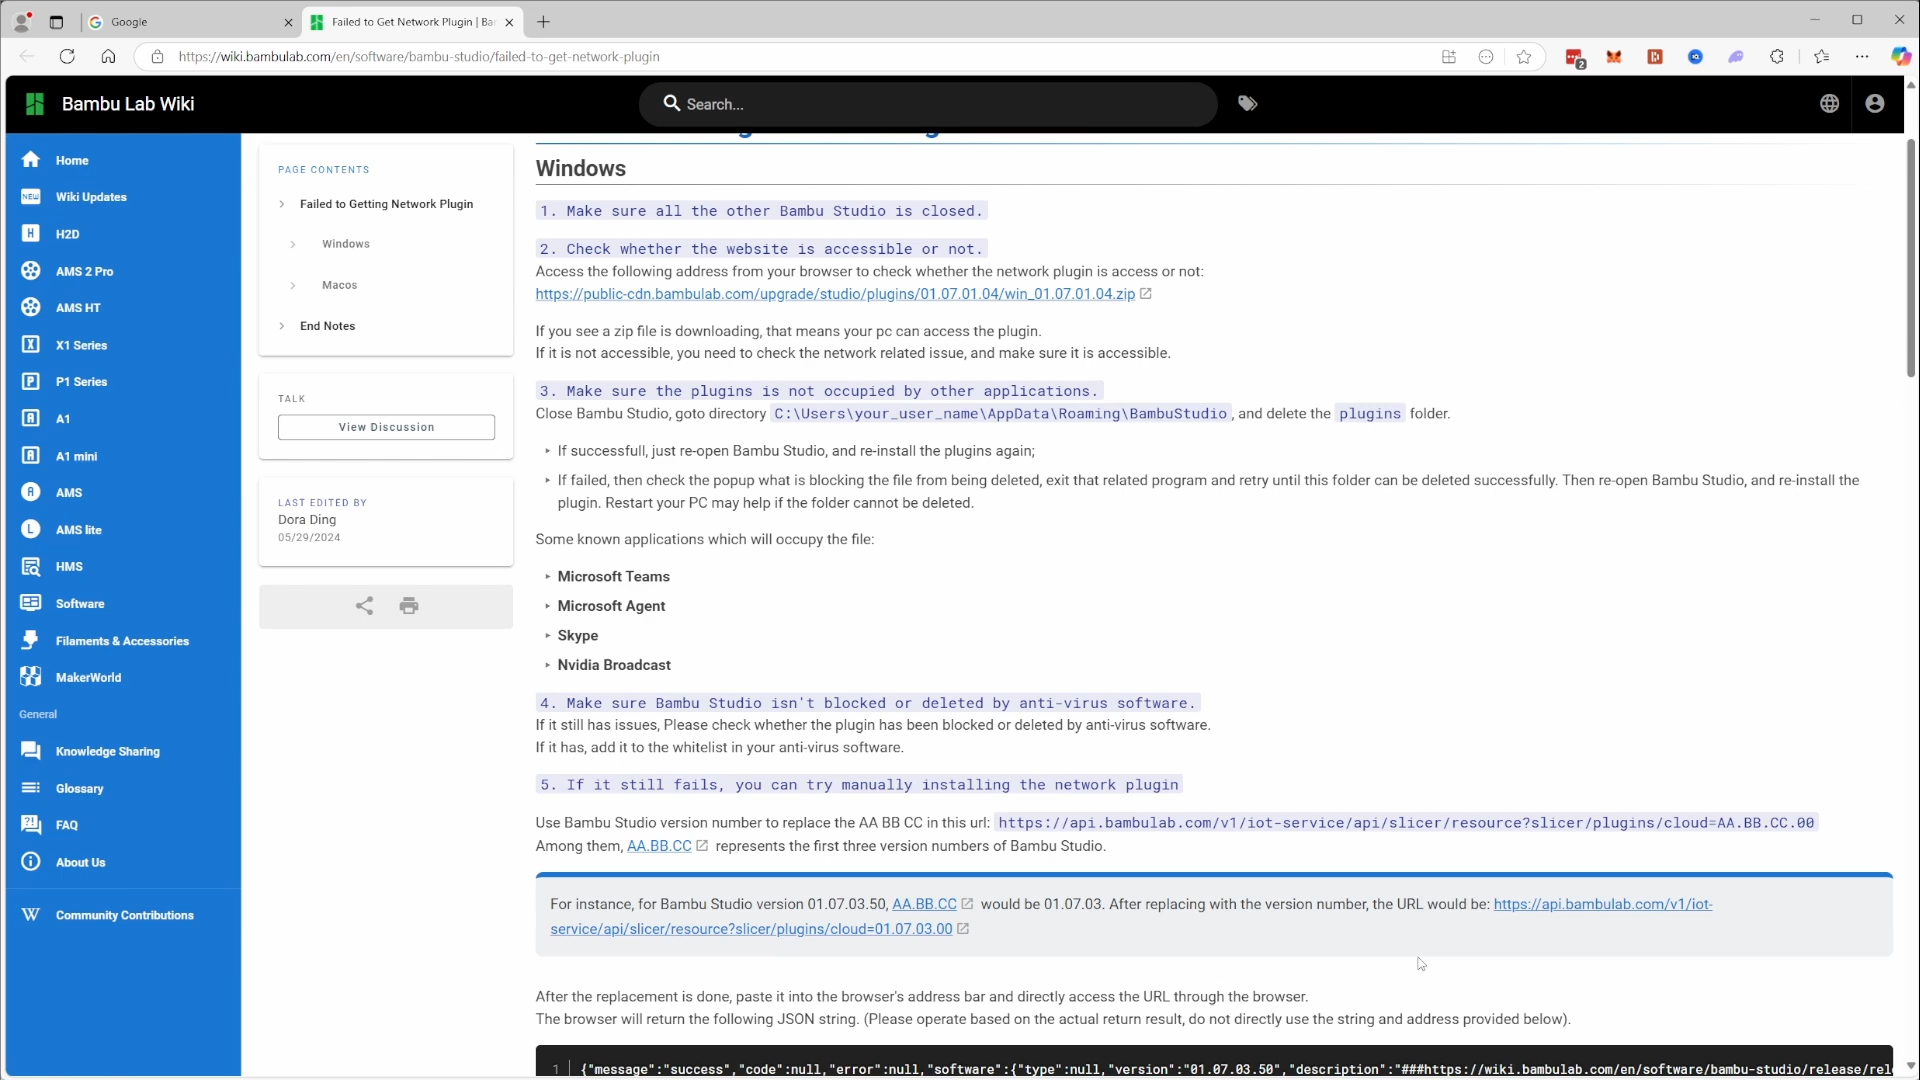 Google
Failed to Get Network Plugin | Ba
https://wiki.bambulab.com/en/software/bambu-studio/failed-to-get-network-plugin
2
Bambu Lab Wiki
Search...
Home
NEW Wiki Updates
H H2D
AMS 2 Pro
AMS HT
X X1 Series
P P1 Series
A A1
A A1 mini
A AMS
L AMS lite
HMS
Software
Filaments & Accessories
MakerWorld
General
Knowledge Sharing
Glossary
FAQ
About Us
W Community Contributions
PAGE CONTENTS
Failed to Getting Network Plugin
Windows
Macos
End Notes
TALK
View Discussion
LAST EDITED BY
Dora Ding
05/29/2024
Windows
1. Make sure all the other Bambu Studio is closed.
2. Check whether the website is accessible or not.
Access the following address from your browser to check whether the network plugin is access or not:
https://public-cdn.bambulab.com/upgrade/studio/plugins/01.07.01.04/win_01.07.01.04.zip
If you see a zip file is downloading, that means your pc can access the plugin.
If it is not accessible, you need to check the network related issue, and make sure it is accessible.
3. Make sure the plugins is not occupied by other applications.
Close Bambu Studio, goto directory C:\Users\your_user_name\AppData\Roaming\BambuStudio, and delete the plugins folder.
If successfull, just re-open Bambu Studio, and re-install the plugins again;
If failed, then check the popup what is blocking the file from being deleted, exit that related program and retry until this folder can be deleted successfully. Then re-open Bambu Studio, and re-install the
plugin. Restart your PC may help if the folder cannot be deleted.
Some known applications which will occupy the file:
Microsoft Teams
Microsoft Agent
Skype
Nvidia Broadcast
4. Make sure Bambu Studio isn't blocked or deleted by anti-virus software.
If it still has issues, Please check whether the plugin has been blocked or deleted by anti-virus software.
If it has, add it to the whitelist in your anti-virus software.
5. If it still fails, you can try manually installing the network plugin
Use Bambu Studio version number to replace the AA BB CC in this url: https://api.bambulab.com/v1/iot-service/api/slicer/resource?slicer/plugins/cloud=AA.BB.CC.00
Among them, AA.BB.CC represents the first three version numbers of Bambu Studio.
For instance, for Bambu Studio version 01.07.03.50, AA.BB.CC would be 01.07.03. After replacing with the version number, the URL would be: https://api.bambulab.com/v1/iot-
service/api/slicer/resource?slicer/plugins/cloud=01.07.03.00
After the replacement is done, paste it into the browser's address bar and directly access the URL through the browser.
The browser will return the following JSON string. (Please operate based on the actual return result, do not directly use the string and address provided below).
1 {"message":"success","code":null,"error":null,"software":{"type":null,"version":"01.07.03.50","description":"###https://wiki.bambulab.com/en/software/bambu-studio/release/rel